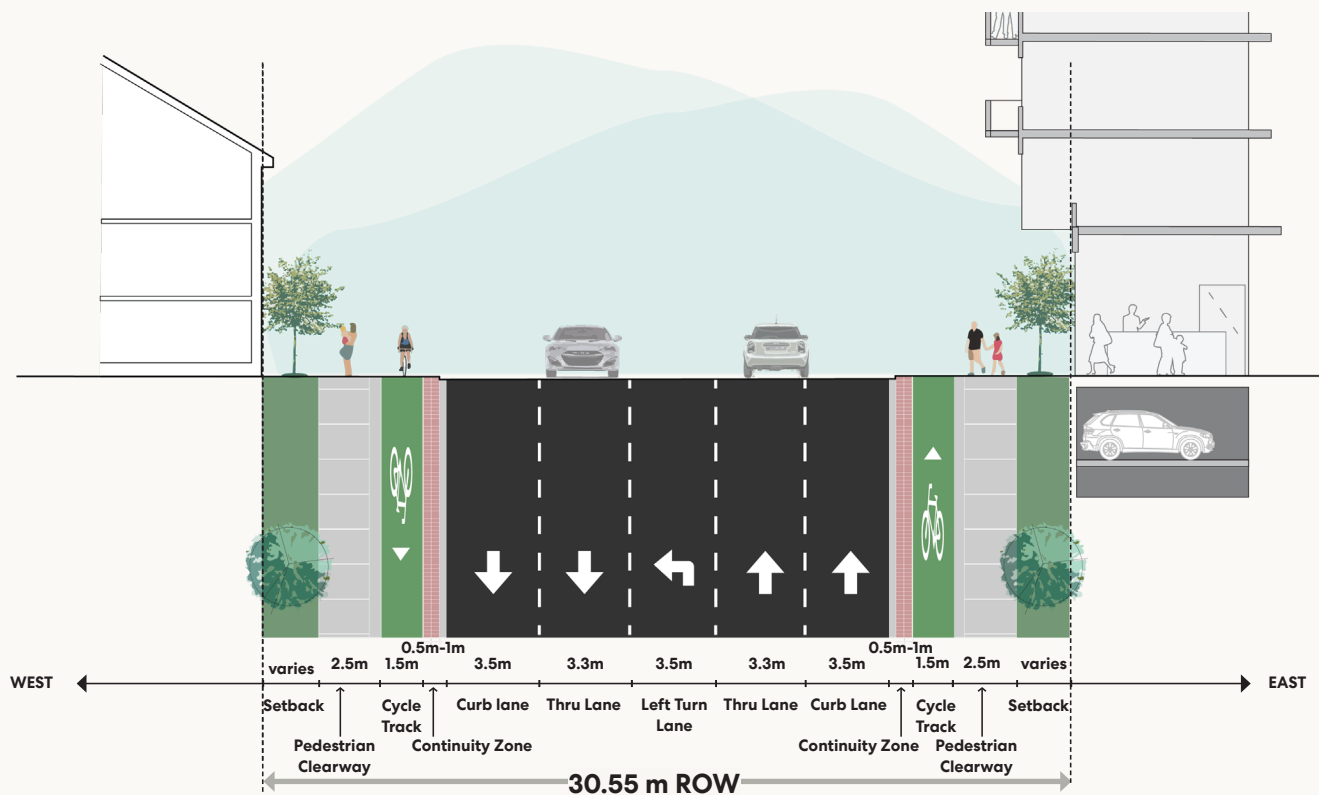 0.5m-1m 0.5m-1m
varies 2.5m 1.5m 3.5m 3.3m 3.5m 3.3m 3.5m 1.5m 2.5m varies
WEST EAST
Setback Cycle Curb lane Thru Lane Left Turn Thru Lane Curb Lane Cycle Setback
Track Lane Track
Pedestrian Continuity Zone Continuity Zone Pedestrian
Clearway Clearway
30.55 m ROW